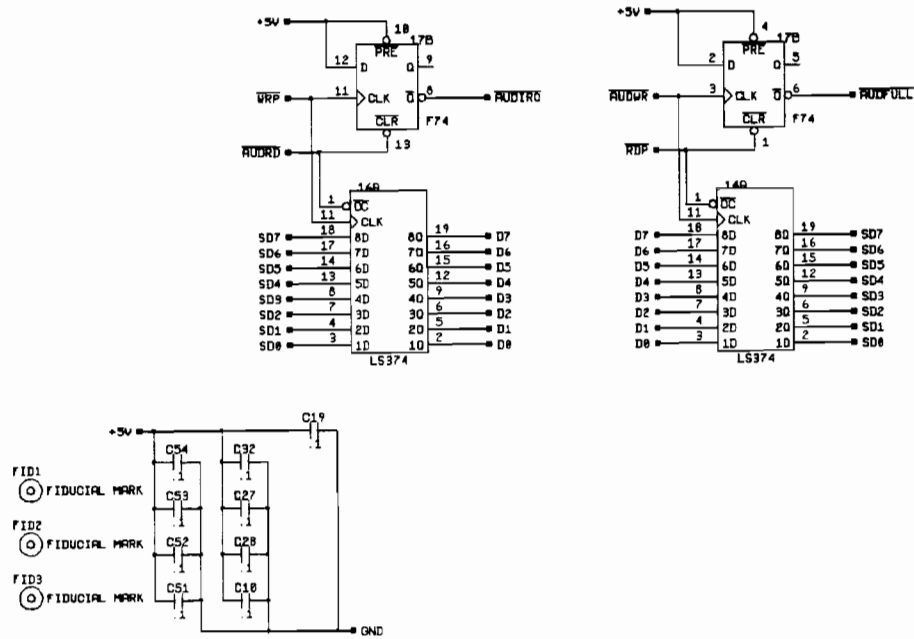 +5V 10 17B
PRE
12 D Q 9
WRP 11 CLK Q 8 AUDIRQ
CLR F74
AUDRD 13
16B
1 OC
11 CLK
SD7 18 8D 8Q 19 D7
SD6 17 7D 7Q 16 D6
SD5 14 6D 6Q 15 D5
SD4 13 5D 5Q 12 D4
SD3 8 4D 4Q 9 D3
SD2 7 3D 3Q 6 D2
SD1 4 2D 2Q 5 D1
SD0 3 1D 1Q 2 D0
LS374
+5V 4 17B
PRE
2 D Q 5
AUDWR 3 CLK Q 6 AUDFULL
CLR F74
RDP 1
1 OC
11 CLK
D7 18 8D 8Q 19 SD7
D6 17 7D 7Q 16 SD6
D5 14 6D 6Q 15 SD5
D4 13 5D 5Q 12 SD4
D3 8 4D 4Q 9 SD3
D2 7 3D 3Q 6 SD2
D1 4 2D 2Q 5 SD1
D0 3 1D 1Q 2 SD0
LS374
C19
+5V .1
C54 C32
.1 .1
FID1
FIDUCIAL MARK
C53 C27
.1 .1
FID2
FIDUCIAL MARK
C52 C28
.1 .1
FID3
FIDUCIAL MARK
C51 C10
.1 .1
GND